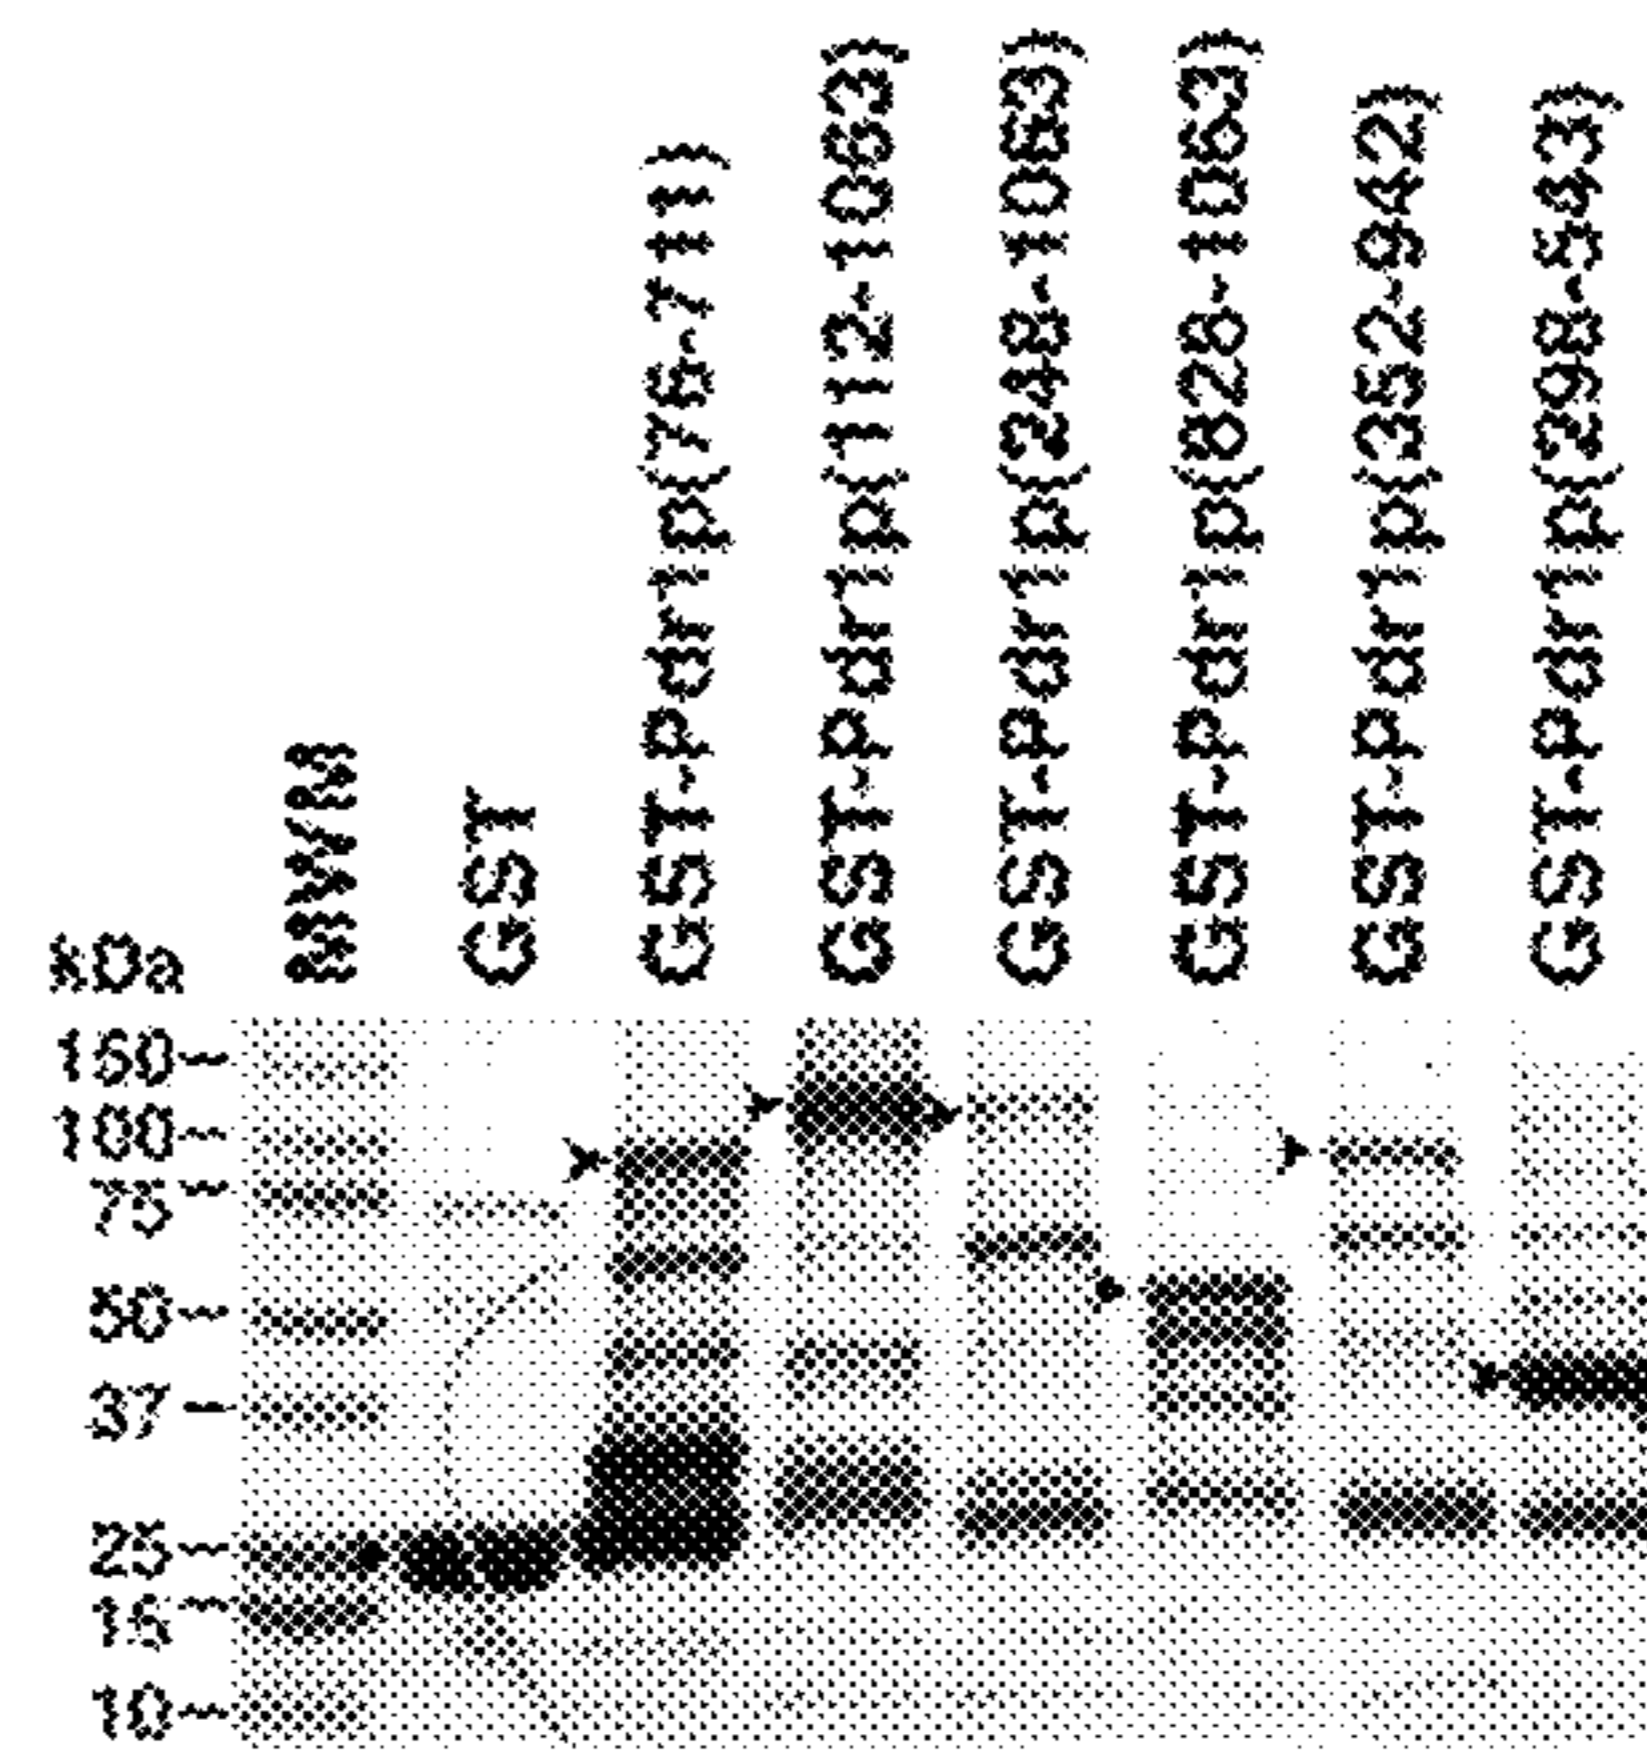 MWM
GST
GST-Pdr1p(76-711)
GST-Pdr1p(112-1063)
GST-Pdr1p(248-1063)
GST-Pdr1p(828-1063)
GST-Pdr1p(352-942)
GST-Pdr1p(298-543)
kDa
150
100
75
50
37
25
15
10